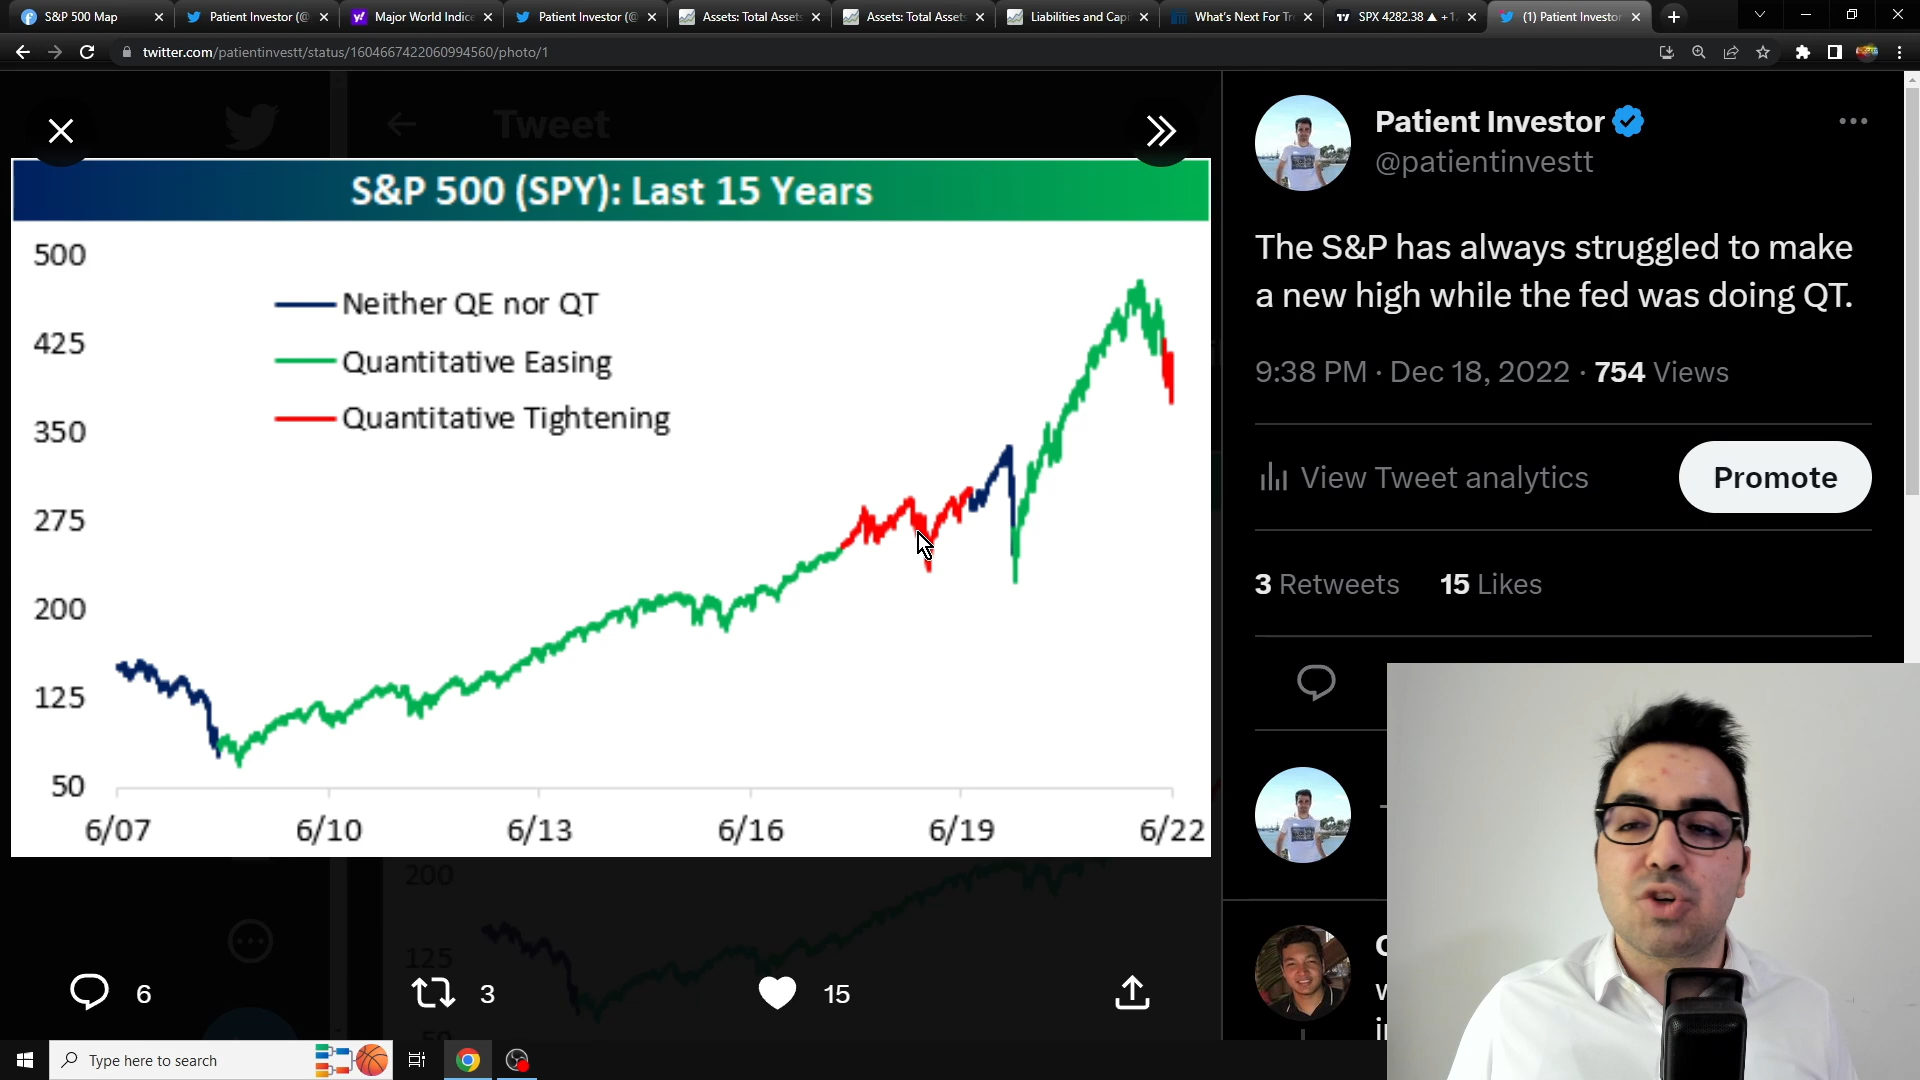 S&P 500 Map
Patient Investor (@
Major World Indic
Patient Investor (@
Assets: Total Asset
Assets: Total Asset
Liabilities and Cap
What's Next For Tr
SPX 4282.38 ▲ +1.
(1) Patient Investor
twitter.com/patientinvestt/status/1604667422060994560/photo/1
Tweet
S&P 500 (SPY): Last 15 Years
500
425
350
275
200
125
50
Neither QE nor QT
Quantitative Easing
Quantitative Tightening
6/07
6/10
6/13
6/16
6/19
6/22
200
125
6
3
15
Patient Investor
@patientinvestt
The S&P has always struggled to make
a new high while the fed was doing QT.
9:38 PM · Dec 18, 2022 · 754 Views
View Tweet analytics
Promote
3 Retweets 15 Likes
Type here to search